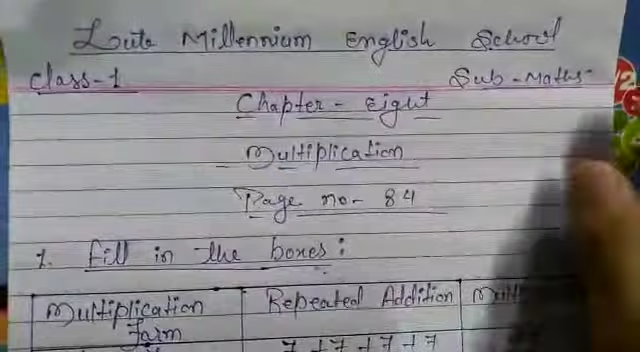 Lute Millennium English School
Class-1 Sub-Maths-
Chapter- Eight
Multiplication
Page no- 84
1. Fill in the boxes:
Multiplication Form
Repeated Addition
7+7+7+7